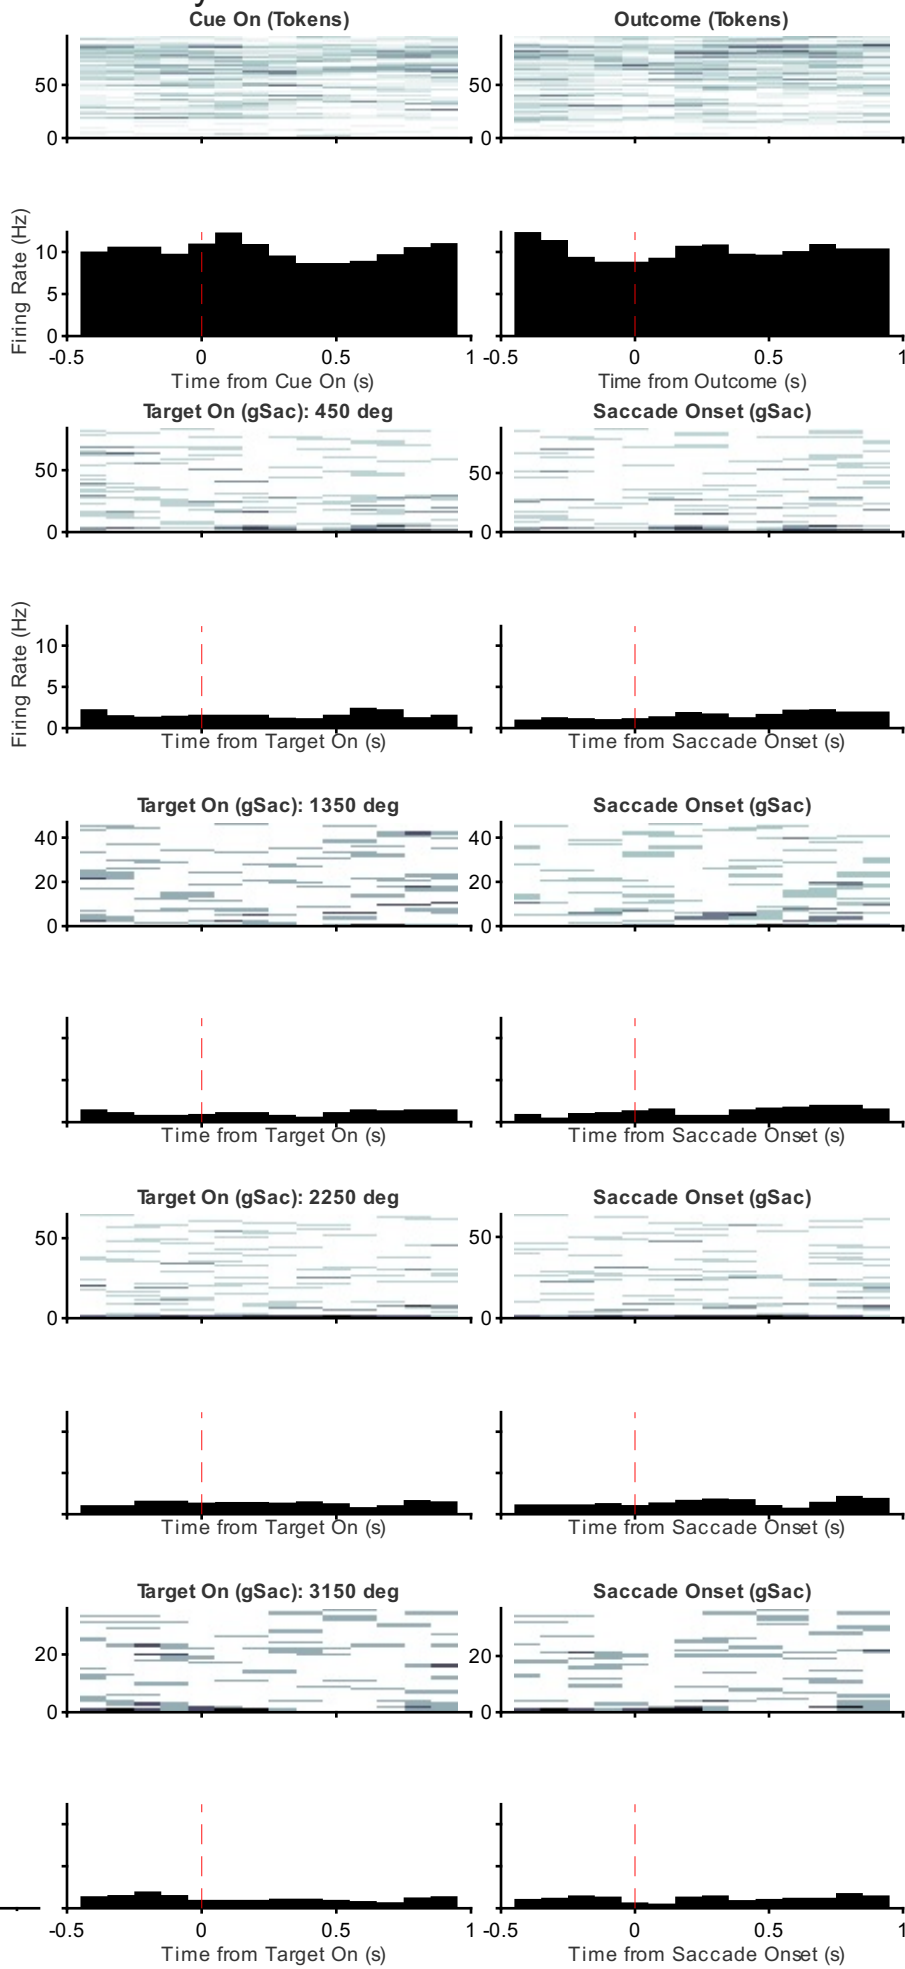 Cue On (Tokens) Outcome (Tokens)
50 50
0 0
Firing Rate (Hz)
10 10
5 5
0 0
-0.5 0 0.5 1 -0.5 0 0.5 1
Time from Cue On (s) Time from Outcome (s)
Target On (gSac): 450 deg Saccade Onset (gSac)
50 50
0 0
Firing Rate (Hz)
10
5
0
Time from Target On (s) Time from Saccade Onset (s)
Target On (gSac): 1350 deg Saccade Onset (gSac)
40 40
20 20
0 0
Time from Target On (s) Time from Saccade Onset (s)
Target On (gSac): 2250 deg Saccade Onset (gSac)
50 50
0 0
Time from Target On (s) Time from Saccade Onset (s)
Target On (gSac): 3150 deg Saccade Onset (gSac)
20 20
0 0
-0.5 0 0.5 1 -0.5 0 0.5 1
Time from Target On (s) Time from Saccade Onset (s)